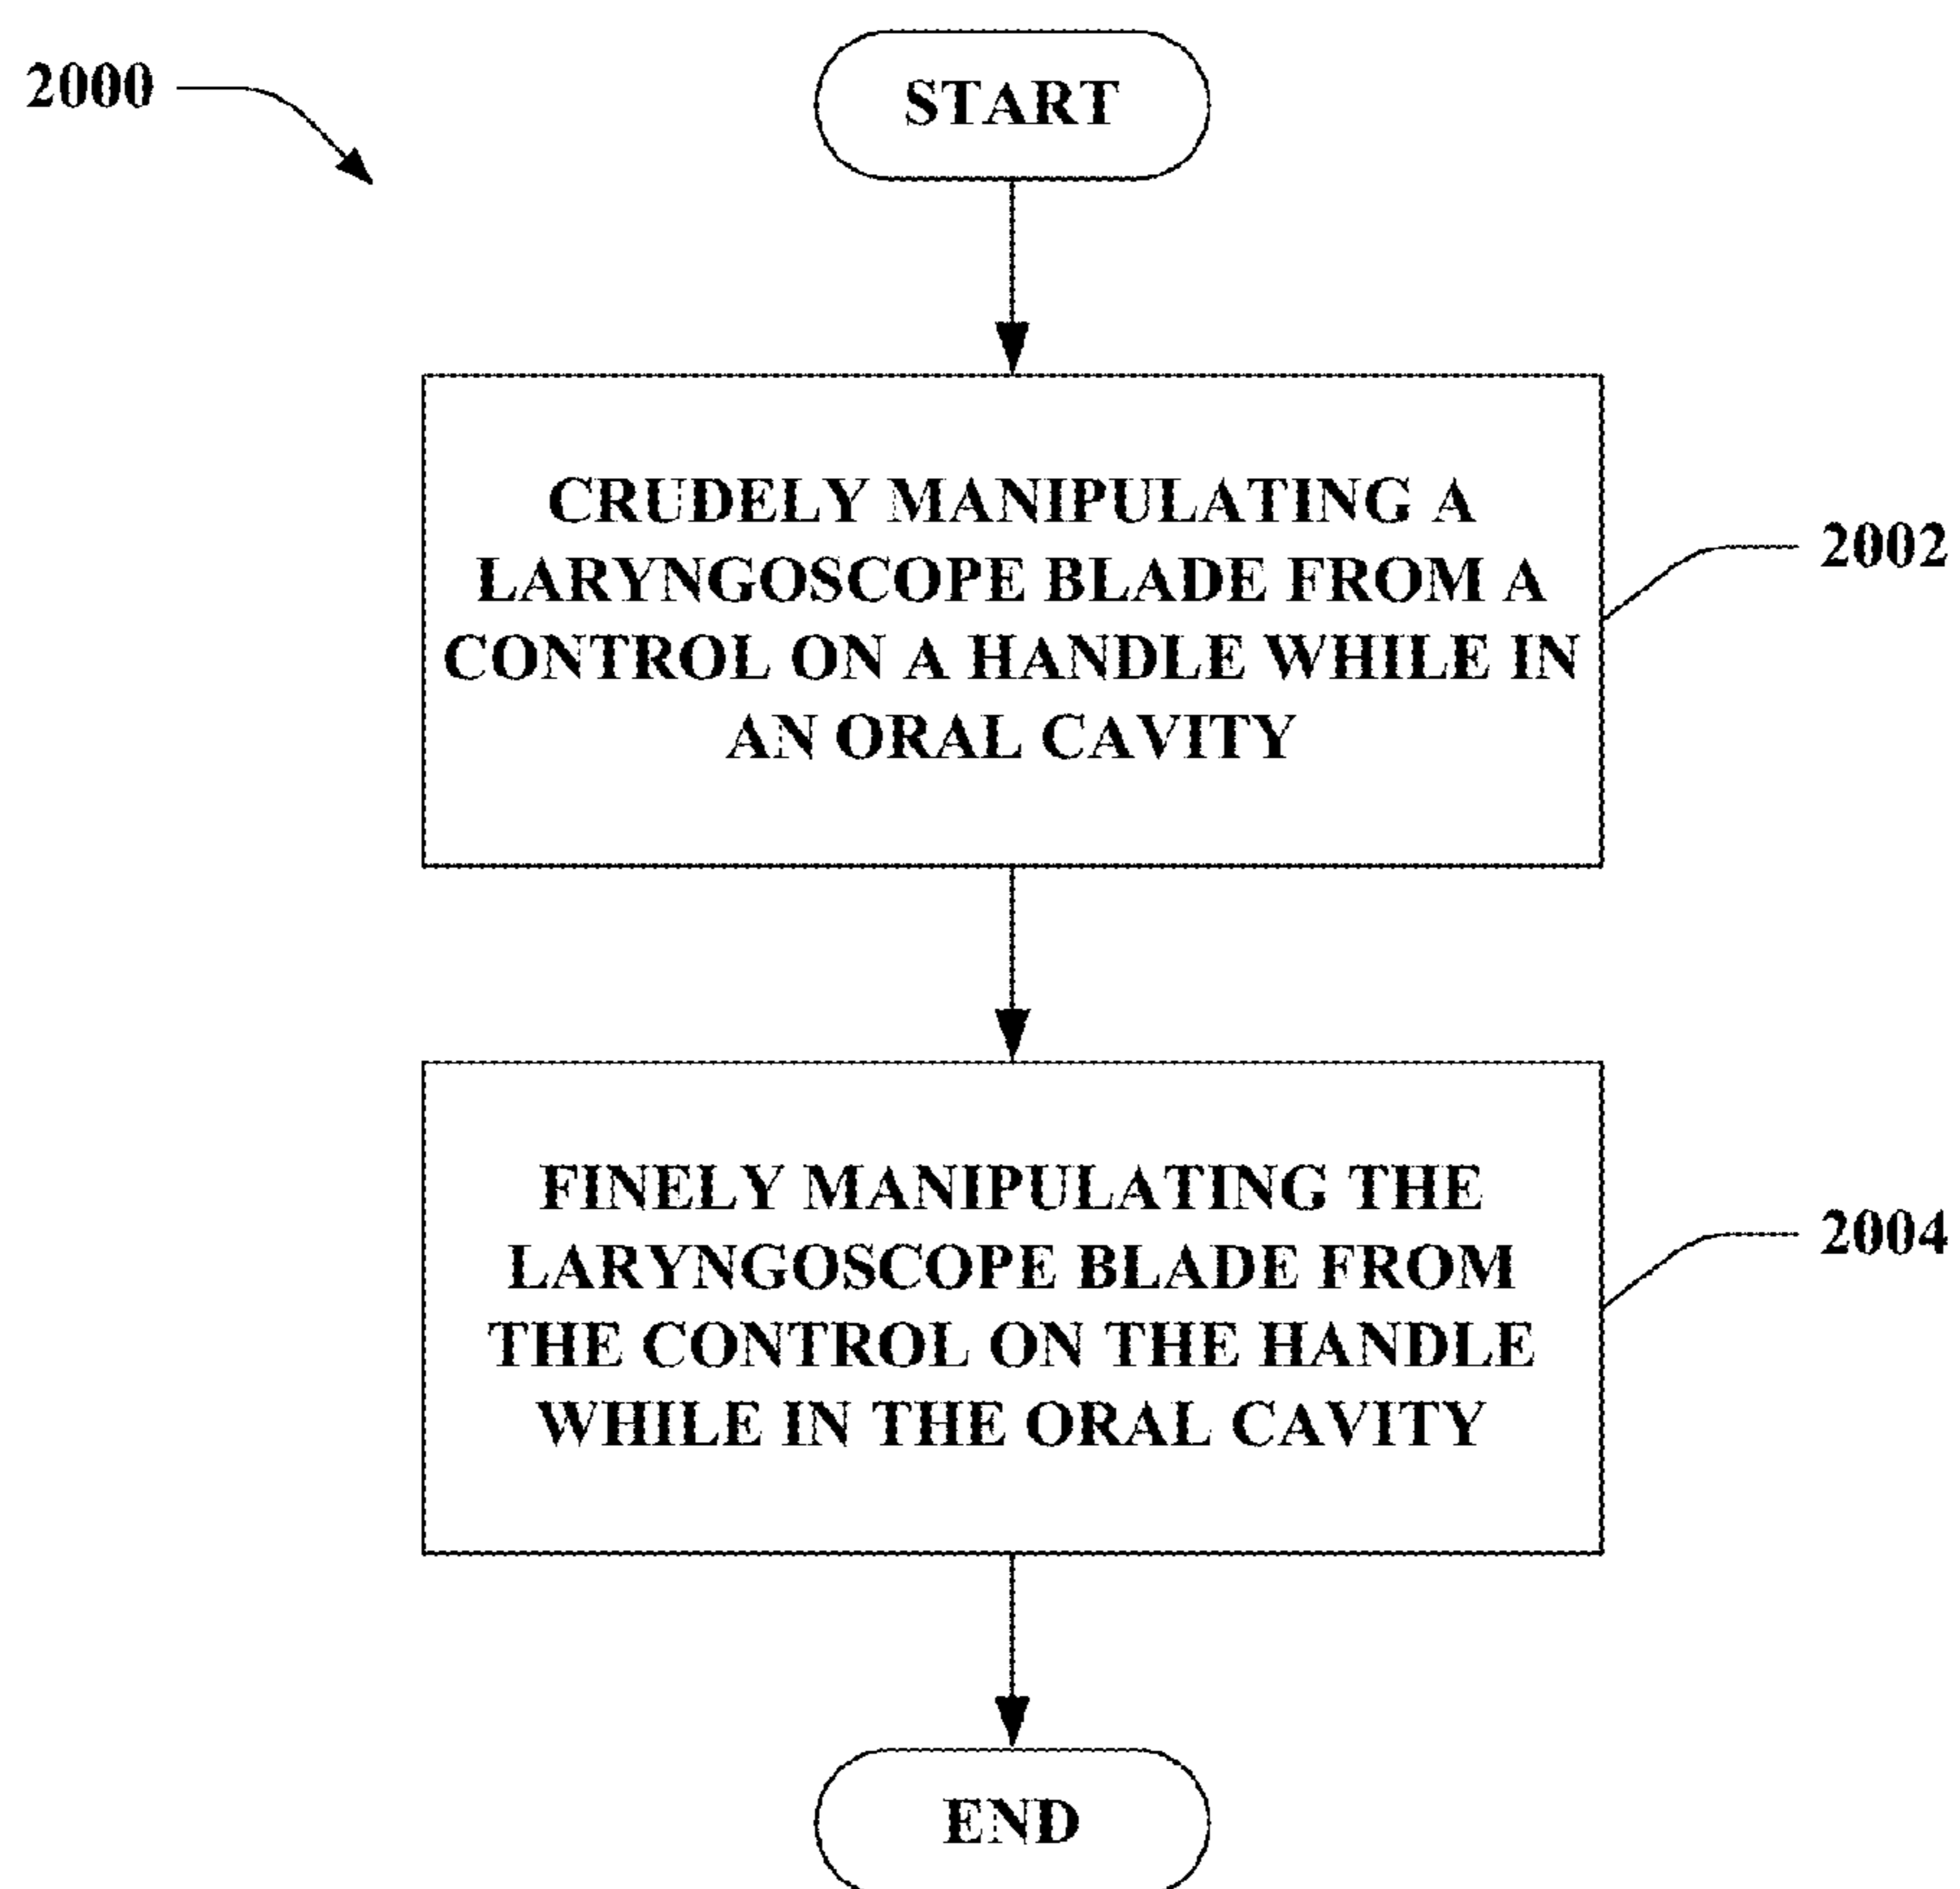 2000
START
CRUDELY MANIPULATING A
LARYNGOSCOPE BLADE FROM A
CONTROL ON A HANDLE WHILE IN
AN ORAL CAVITY
2002
FINELY MANIPULATING THE
LARYNGOSCOPE BLADE FROM
THE CONTROL ON THE HANDLE
WHILE IN THE ORAL CAVITY
2004
END